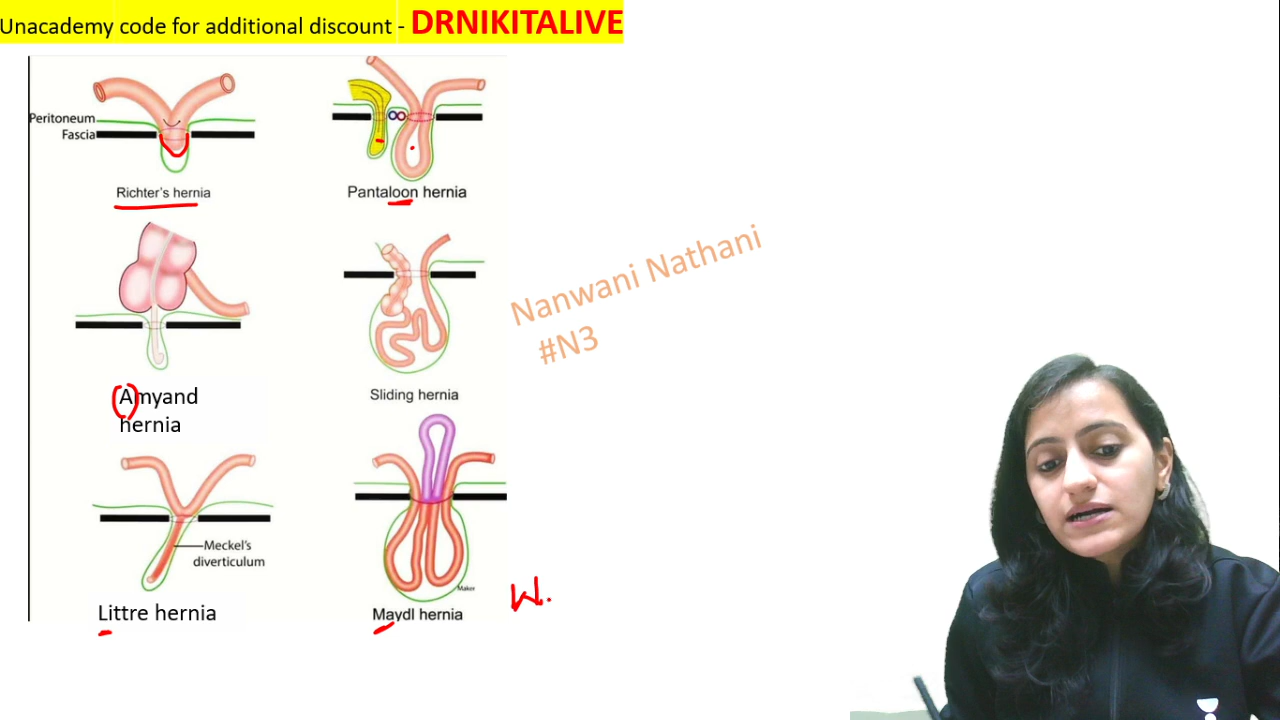 Unacademy code for additional discount - DRNIKITALIVE
Peritoneum
Fascia
Richter's hernia
Pantaloon hernia
Nanwani Nathani
#N3
Amyand
hernia
Sliding hernia
Meckel's
diverticulum
Maker
Littre hernia
Maydl hernia
W.